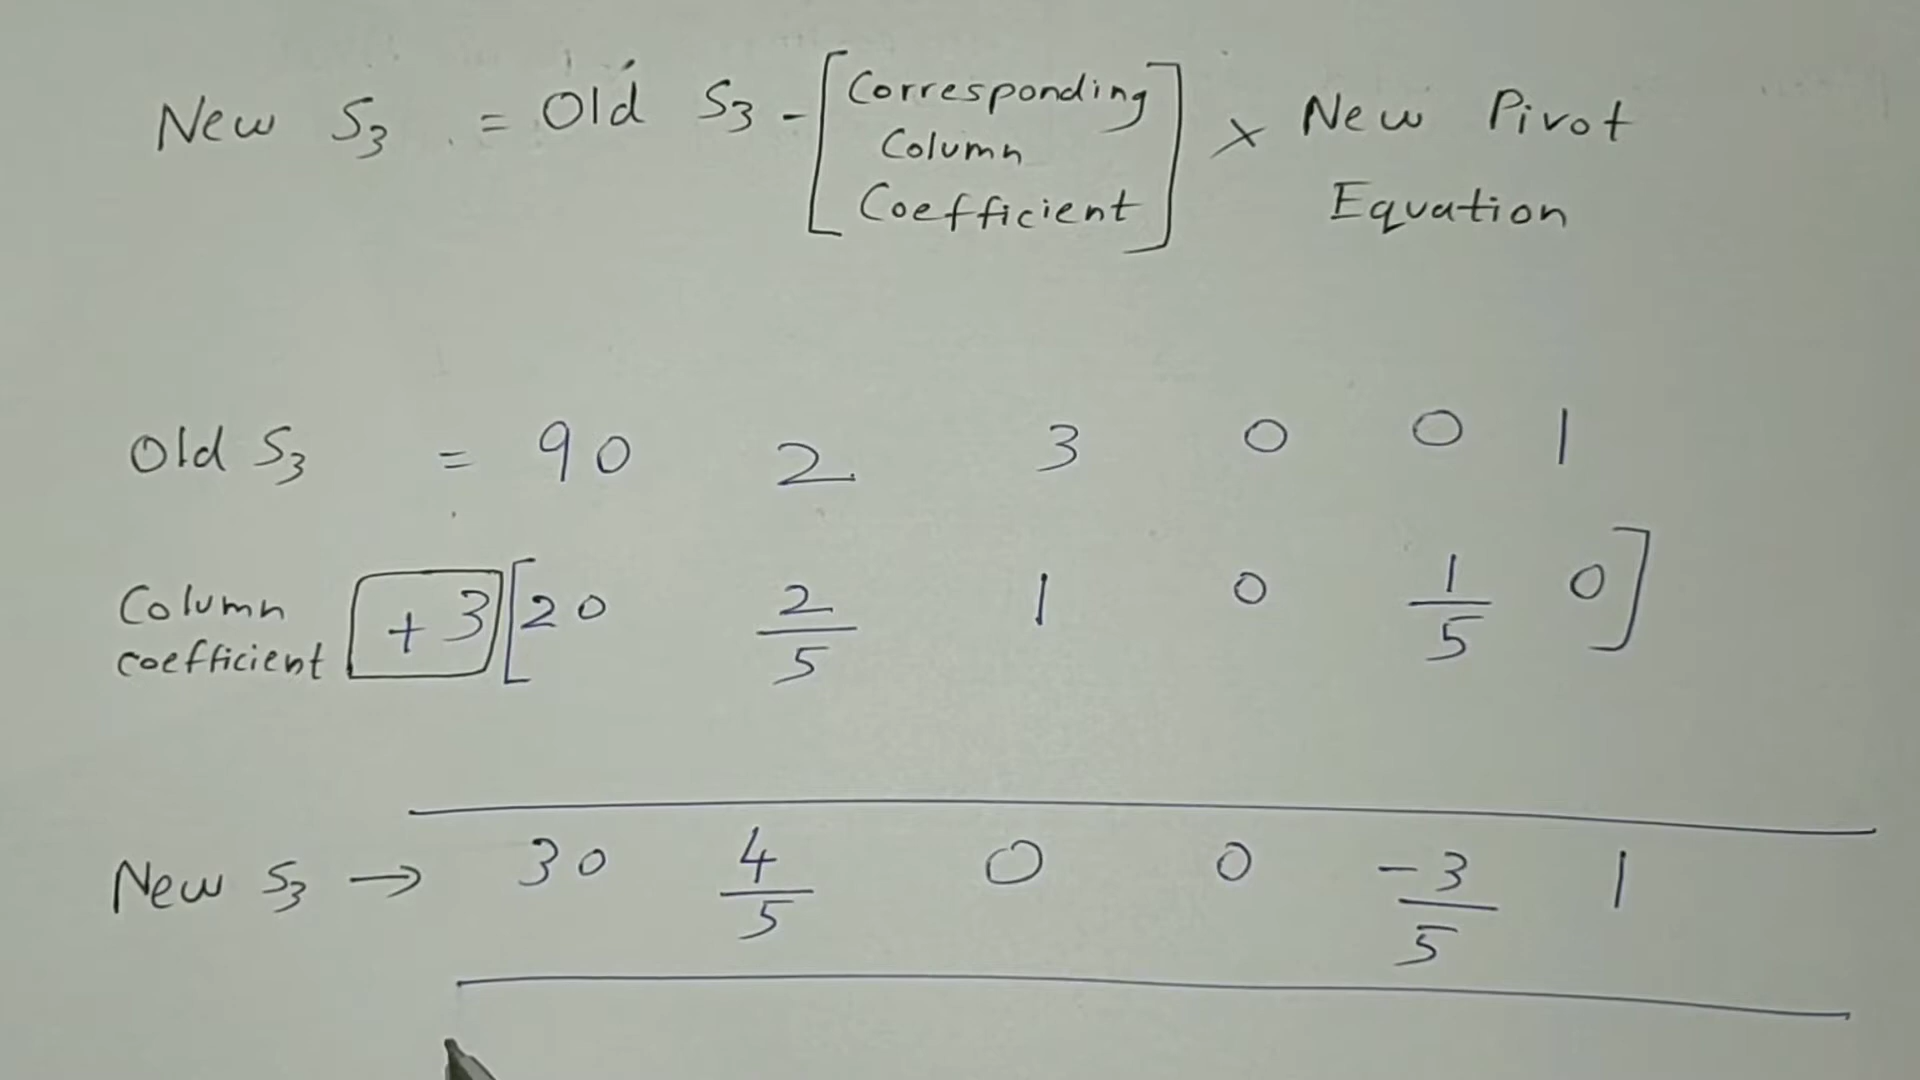 New S3 = Old S3 - [Corresponding Column Coefficient] × New Pivot Equation
Old S3 = 90 2 3 0 0 1
Column coefficient +3 [20 2/5 1 0 1/5 0]
New S3 → 30 4/5 0 0 -3/5 1